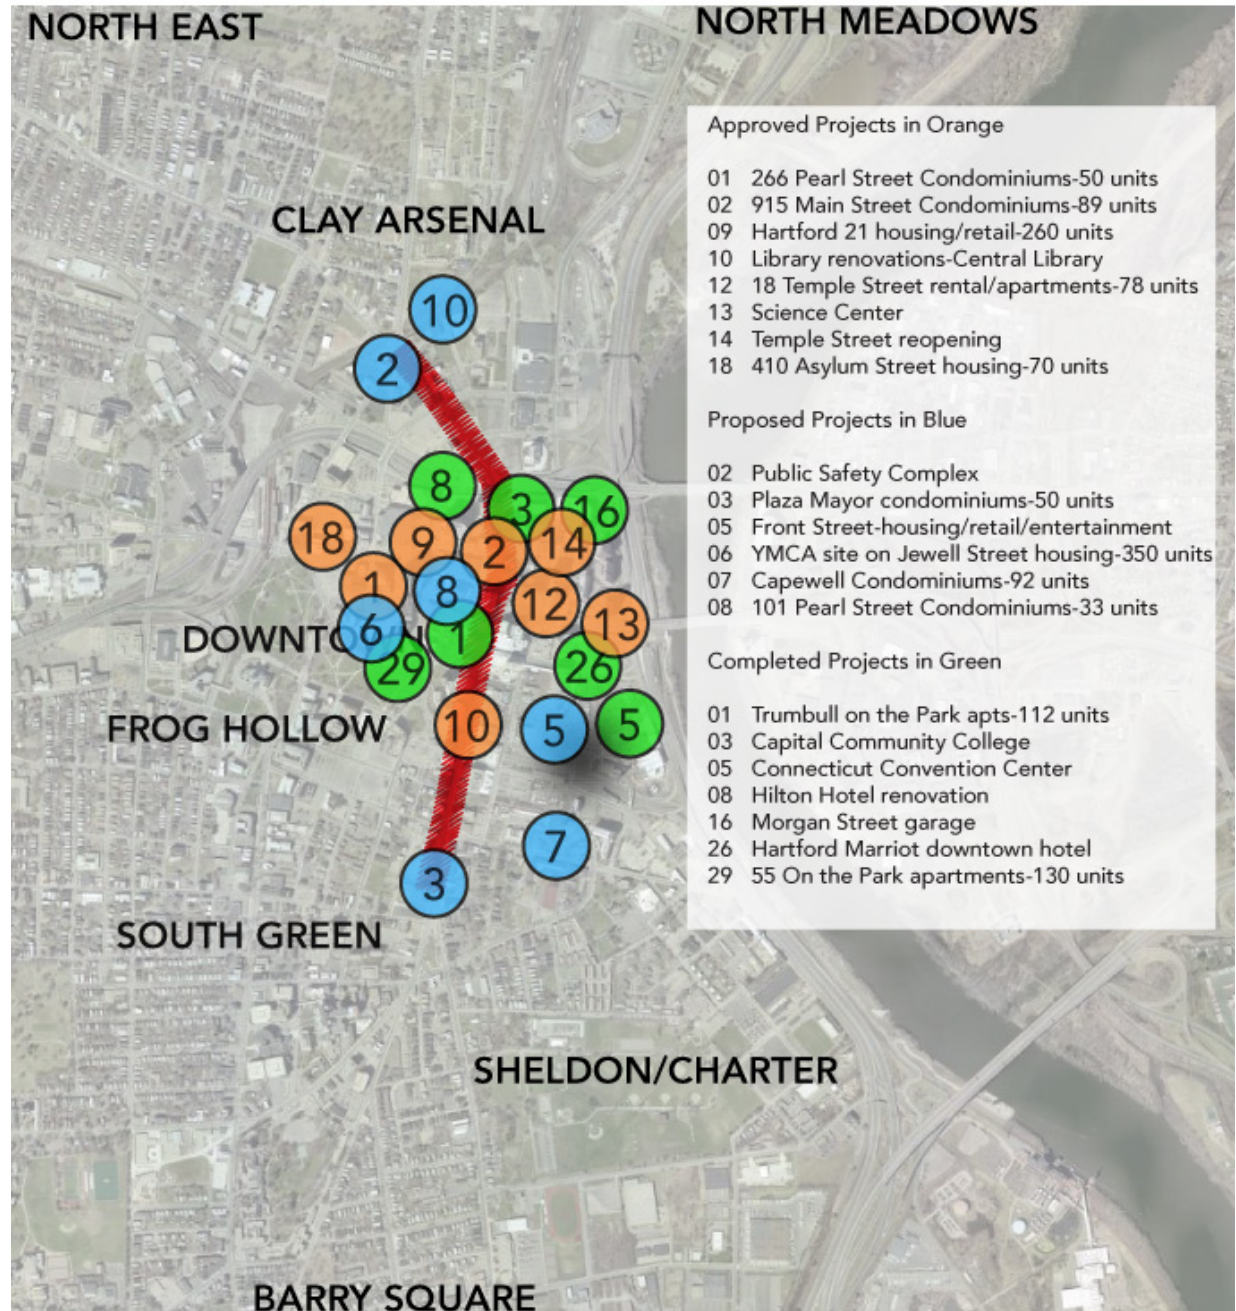 NORTH EAST
NORTH MEADOWS
Approved Projects in Orange
01 266 Pearl Street Condominiums-50 units
02 915 Main Street Condominiums-89 units
09 Hartford 21 housing/retail-260 units
10 Library renovations-Central Library
12 18 Temple Street rental/apartments-78 units
13 Science Center
14 Temple Street reopening
18 410 Asylum Street housing-70 units
Proposed Projects in Blue
02 Public Safety Complex
03 Plaza Mayor condominiums-50 units
05 Front Street-housing/retail/entertainment
06 YMCA site on Jewell Street housing-350 units
07 Capewell Condominiums-92 units
08 101 Pearl Street Condominiums-33 units
Completed Projects in Green
01 Trumbull on the Park apts-112 units
03 Capital Community College
05 Connecticut Convention Center
08 Hilton Hotel renovation
16 Morgan Street garage
26 Hartford Marriot downtown hotel
29 55 On the Park apartments-130 units
CLAY ARSENAL
10
2
8
3
16
18
9
2
14
1
8
12
13
6
DOWNTOWN
1
29
26
FROG HOLLOW
10
5
5
7
3
SOUTH GREEN
SHELDON/CHARTER
BARRY SQUARE